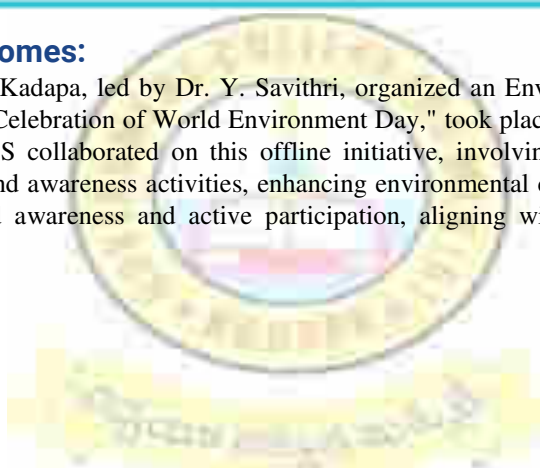 omes:
Kadapa, led by Dr. Y. Savithri, organized an Env
Celebration of World Environment Day," took plac
S collaborated on this offline initiative, involvin
nd awareness activities, enhancing environmental
awareness and active participation, aligning wi